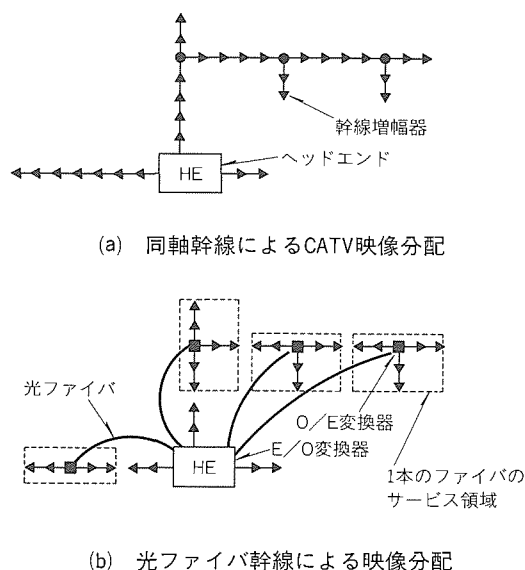 幹線増幅器
ヘッドエンド
HE
(a) 同軸幹線によるCATV映像分配
光ファイバ
O/E変換器
E/O変換器
HE
1本のファイバの
サービス領域
(b) 光ファイバ幹線による映像分配